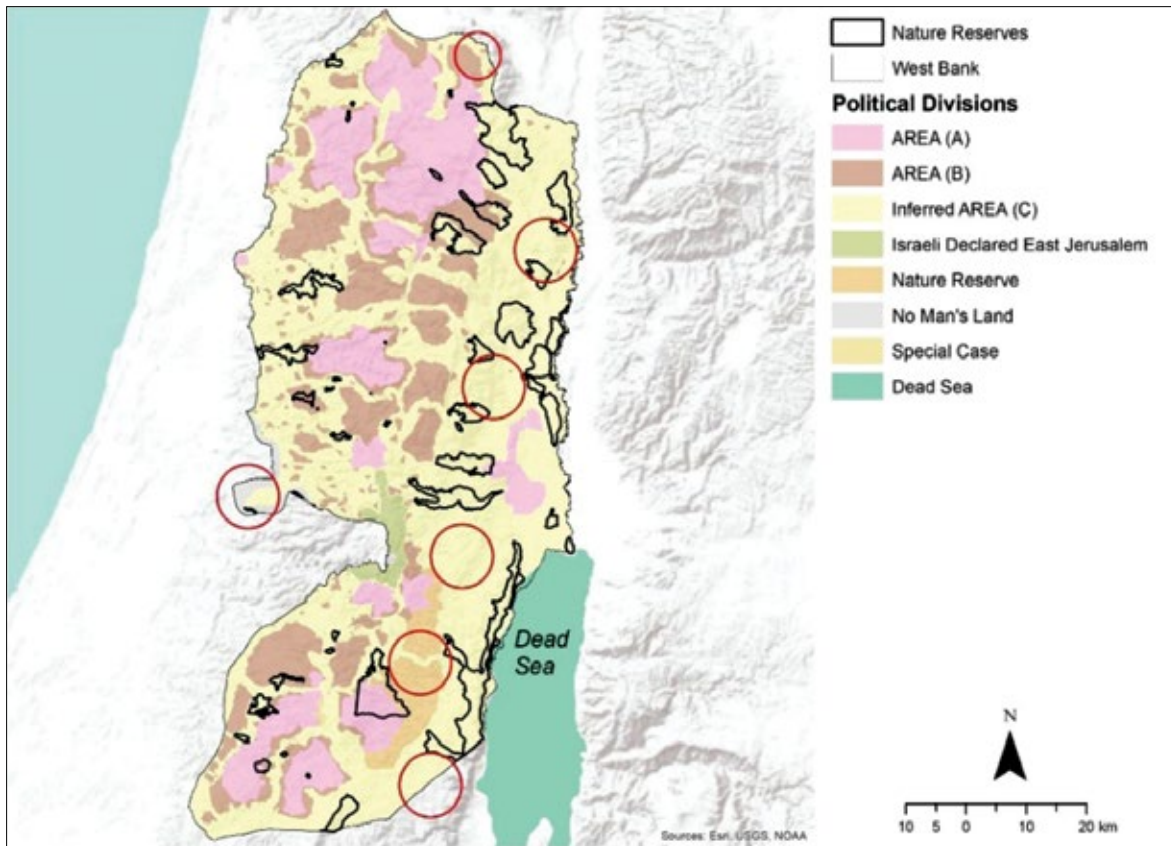 Nature Reserves
West Bank
Political Divisions
AREA (A)
AREA (B)
Inferred AREA (C)
Israeli Declared East Jerusalem
Nature Reserve
No Man's Land
Special Case
Dead Sea
Dead
Sea
N
10 5 0 10 20 km
Sources: Esri, USGS, NOAA